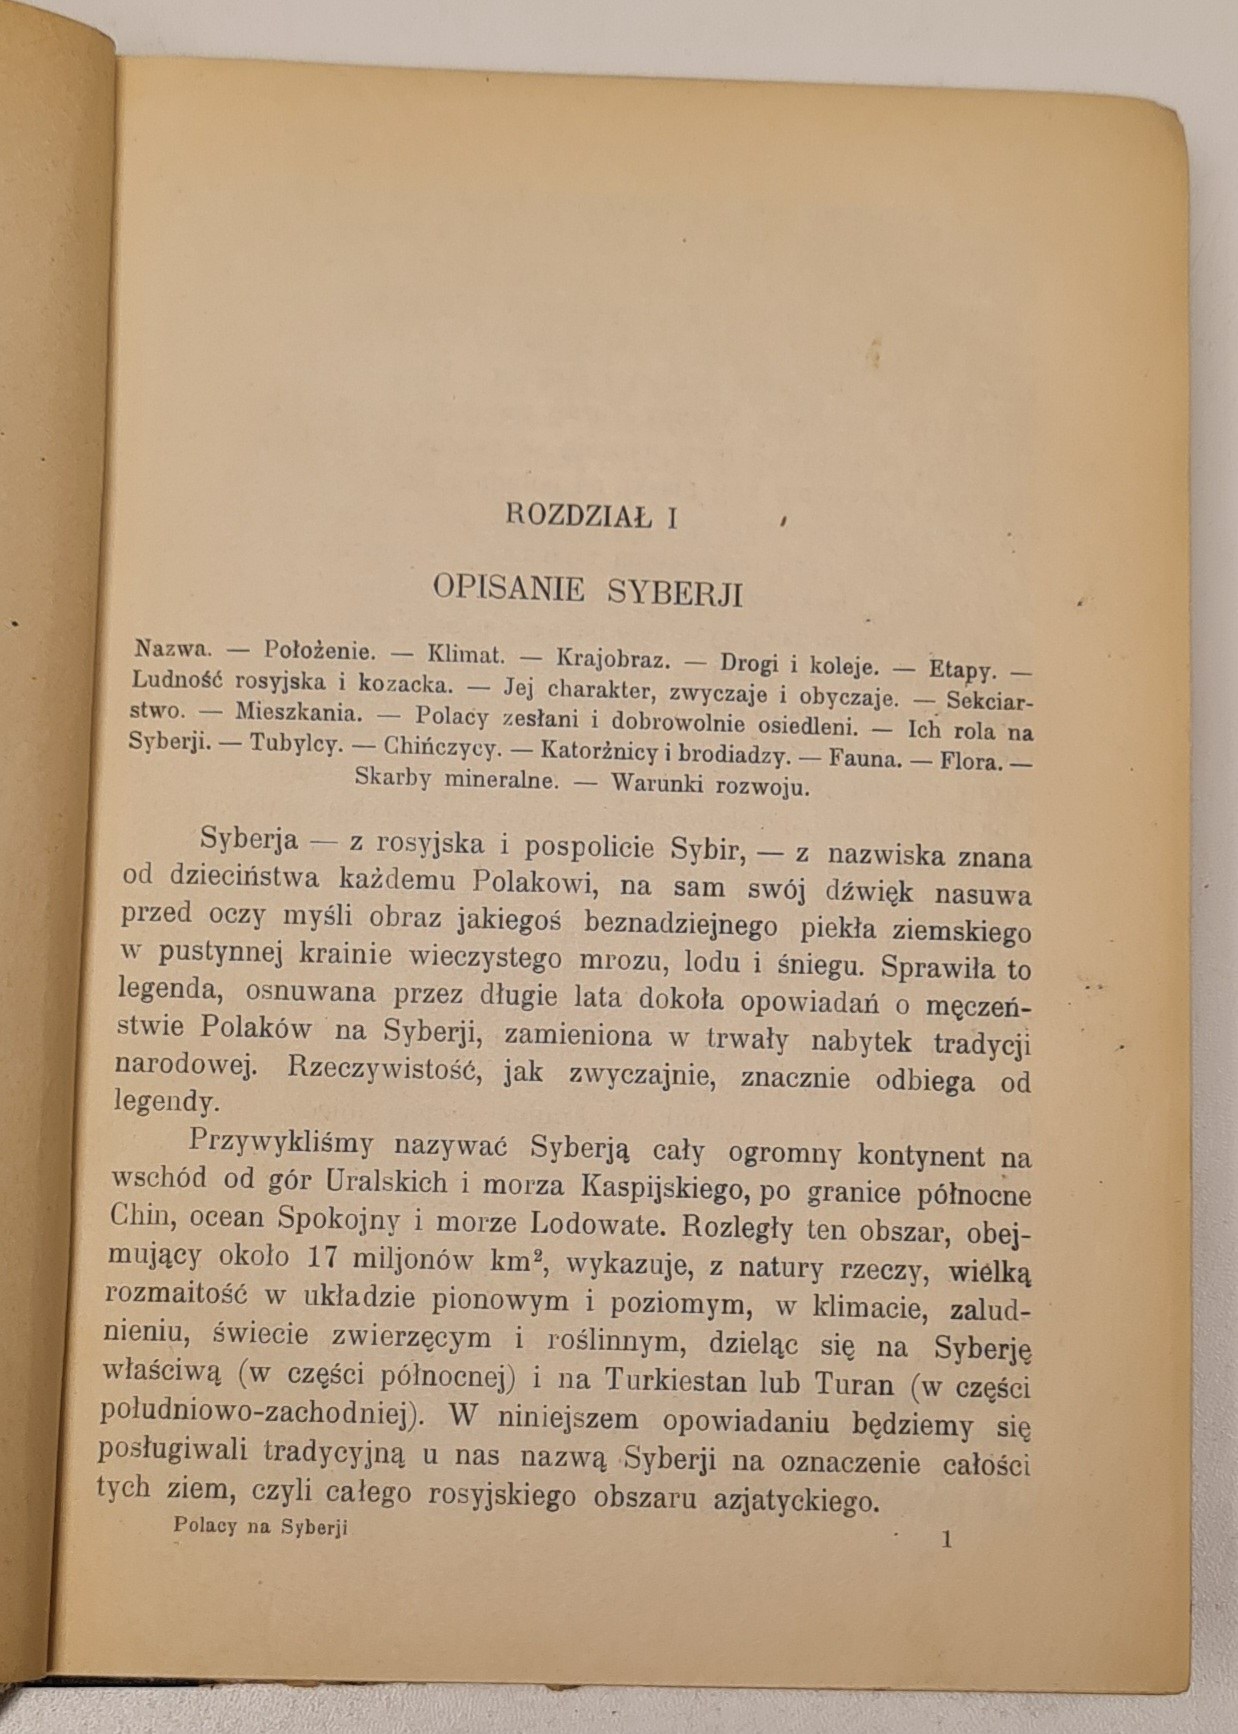 ROZDZIAŁ I
OPISANIE SYBERJI
Nazwa. — Położenie. — Klimat. — Krajobraz. — Drogi i koleje. — Etapy. —
Ludność rosyjska i kozacka. — Jej charakter, zwyczaje i obyczaje. — Sekciar-
stwo. — Mieszkania. — Polacy zesłani i dobrowolnie osiedleni. — Ich rola na
Syberji. — Tubylcy. — Chińczycy. — Katorżnicy i brodiadzy. — Fauna. — Flora. —
Skarby mineralne. — Warunki rozwoju.
Syberja — z rosyjska i pospolicie Sybir, — z nazwiska znana
od dzieciństwa każdemu Polakowi, na sam swój dźwięk nasuwa
przed oczy myśli obraz jakiegoś beznadziejnego piekła ziemskiego
w pustynnej krainie wieczystego mrozu, lodu i śniegu. Sprawiła to
legenda, osnuwana przez długie lata dokoła opowiadań o męczeń-
stwie Polaków na Syberji, zamieniona w trwały nabytek tradycji
narodowej. Rzeczywistość, jak zwyczajnie, znacznie odbiega od
legendy.
Przywykliśmy nazywać Syberją cały ogromny kontynent na
wschód od gór Uralskich i morza Kaspijskiego, po granice północne
Chin, ocean Spokojny i morze Lodowate. Rozległy ten obszar, obej-
mujący około 17 miljonów km², wykazuje, z natury rzeczy, wielką
rozmaitość w układzie pionowym i poziomym, w klimacie, zalud-
nieniu, świecie zwierzęcym i roślinnym, dzieląc się na Syberję
właściwą (w części północnej) i na Turkiestan lub Turan (w części
południowo-zachodniej). W niniejszem opowiadaniu będziemy się
posługiwali tradycyjną u nas nazwą Syberji na oznaczenie całości
tych ziem, czyli całego rosyjskiego obszaru azjatyckiego.
Polacy na Syberji
1